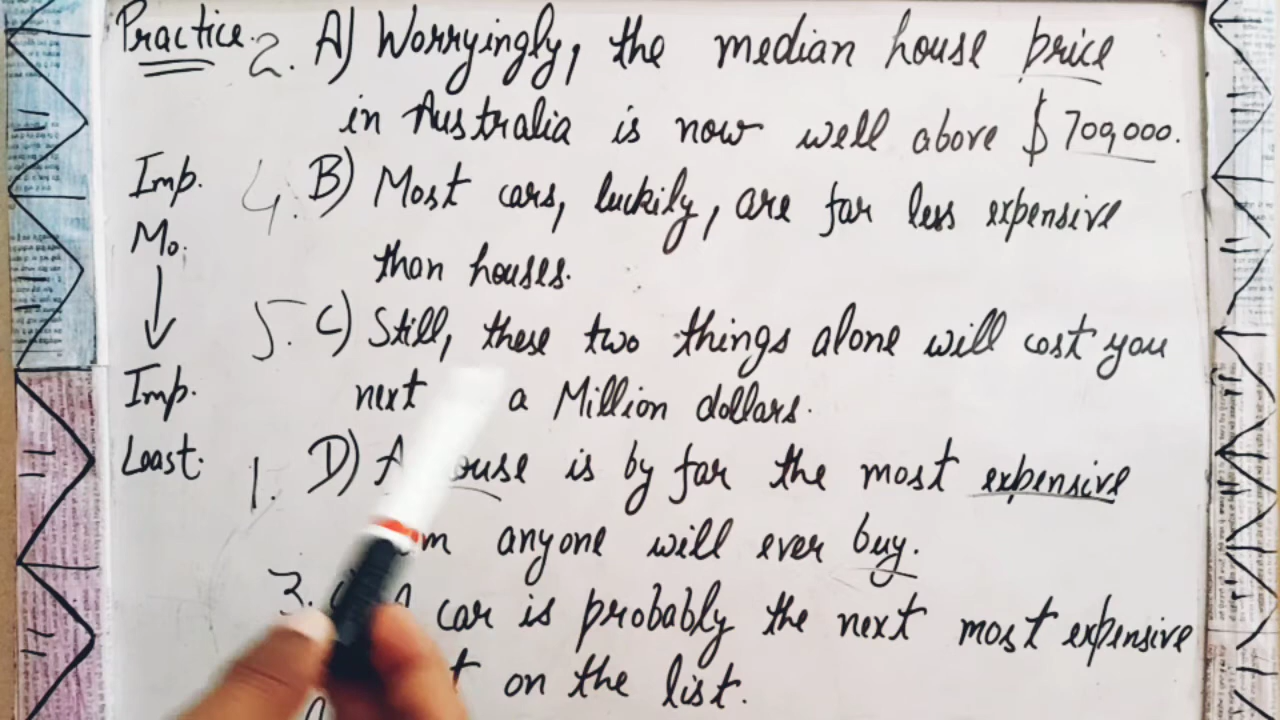 Practice. 2. A) Worryingly, the median house price
in Australia is now well above $ 700,000.
Imp. 4. B) Most cars, luckily, are far less expensive
Mo.
than houses.
5. C) Still, these two things alone will cost you
Imp. next a Million dollars.
Least. 1. D) A is by far the most expensive
anyone will ever buy.
3. car is probably the next most expensive
on the list.